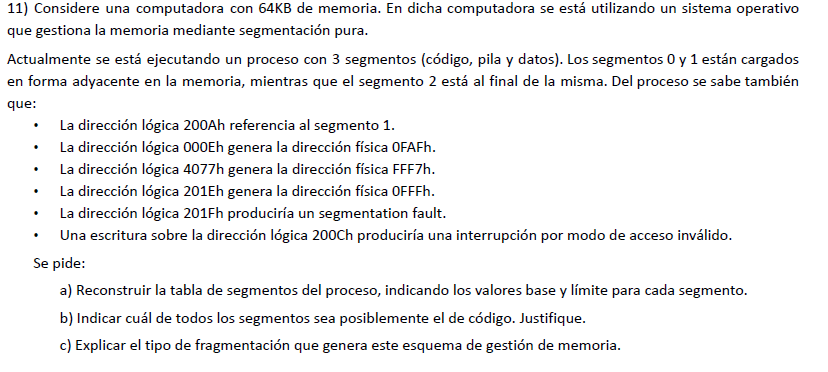 11) Considere una computadora con 64KB de memoria. En dicha computadora se está utilizando un sistema operativo
que gestiona la memoria mediante segmentación pura.
Actualmente se está ejecutando un proceso con 3 segmentos (código, pila y datos). Los segmentos 0 y 1 están cargados
en forma adyacente en la memoria, mientras que el segmento 2 está al final de la misma. Del proceso se sabe también
que:
• La dirección lógica 200Ah referencia al segmento 1.
• La dirección lógica 000Eh genera la dirección física 0FAFh.
• La dirección lógica 4077h genera la dirección física FFF7h.
• La dirección lógica 201Eh genera la dirección física 0FFFh.
• La dirección lógica 201Fh produciría un segmentation fault.
• Una escritura sobre la dirección lógica 200Ch produciría una interrupción por modo de acceso inválido.
Se pide:
a) Reconstruir la tabla de segmentos del proceso, indicando los valores base y límite para cada segmento.
b) Indicar cuál de todos los segmentos sea posiblemente el de código. Justifique.
c) Explicar el tipo de fragmentación que genera este esquema de gestión de memoria.